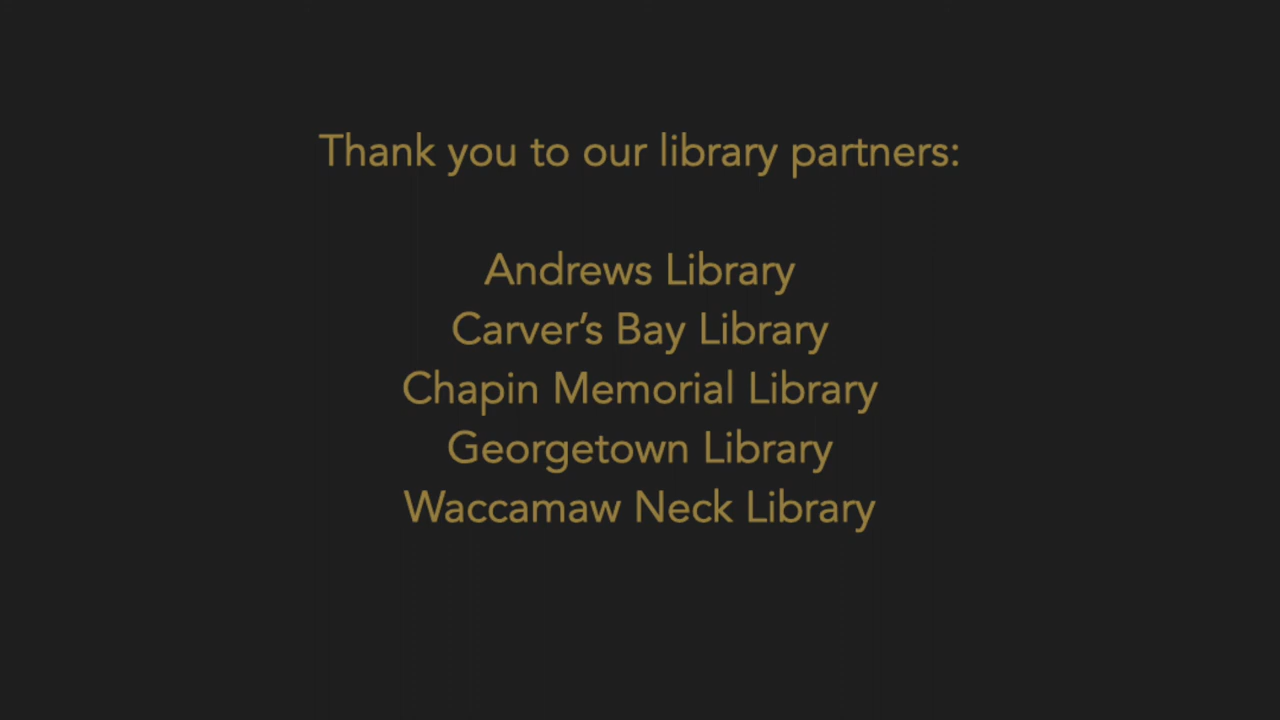 Thank you to our library partners:
Andrews Library
Carver’s Bay Library
Chapin Memorial Library
Georgetown Library
Waccamaw Neck Library